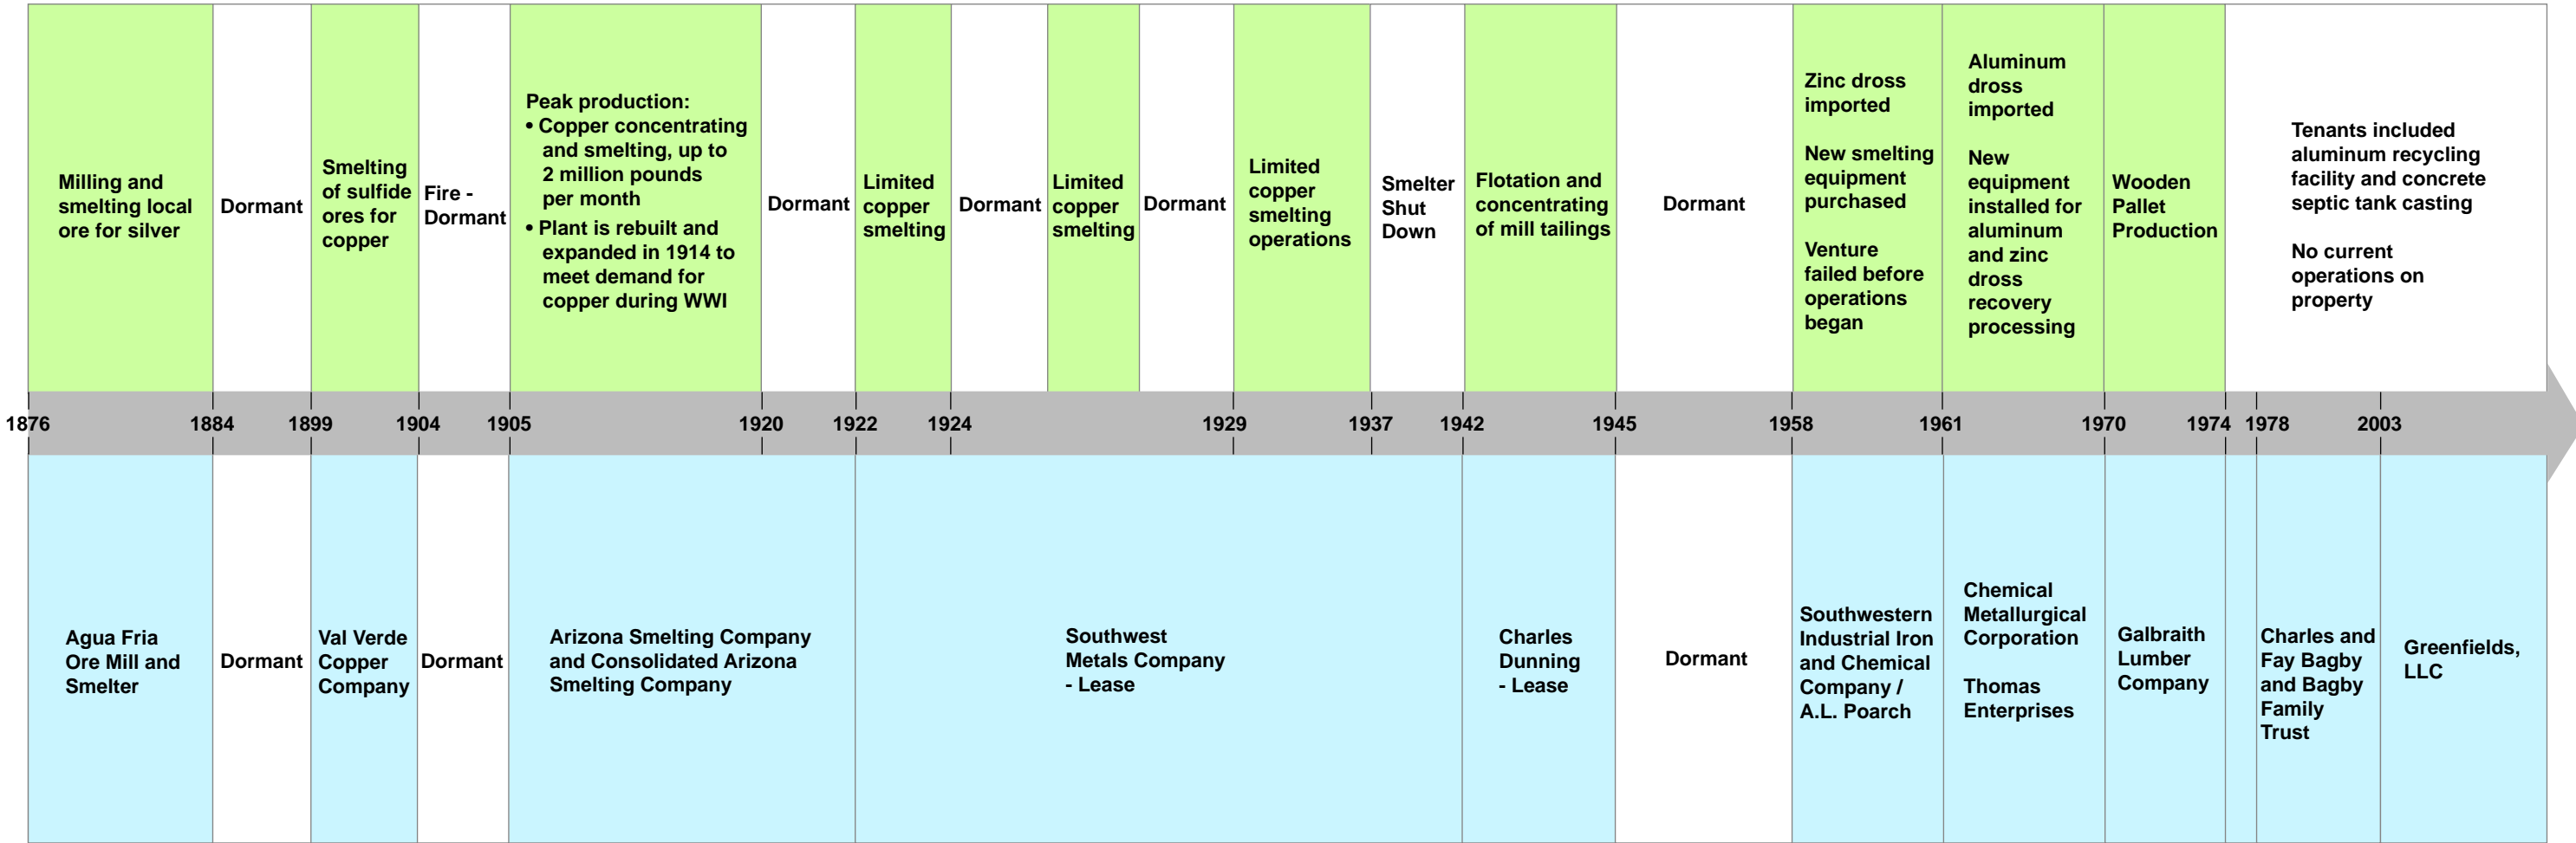 Milling and
smelting local
ore for silver
Dormant
Smelting
of sulfide
ores for
copper
Fire -
Dormant
Peak production:
• Copper concentrating
and smelting, up to
2 million pounds
per month
• Plant is rebuilt and
expanded in 1914 to
meet demand for
copper during WWI
Dormant
Limited
copper
smelting
Dormant
Limited
copper
smelting
Dormant
Limited
copper
smelting
operations
Smelter
Shut
Down
Flotation and
concentrating
of mill tailings
Dormant
Zinc dross
imported
New smelting
equipment
purchased
Venture
failed before
operations
began
Aluminum
dross
imported
New
equipment
installed for
aluminum
and zinc
dross
recovery
processing
Wooden
Pallet
Production
Tenants included
aluminum recycling
facility and concrete
septic tank casting
No current
operations on
property
1876 1884 1899 1904 1905 1920 1922 1924 1929 1937 1942 1945 1958 1961 1970 1974 1978 2003
Agua Fria
Ore Mill and
Smelter
Dormant
Val Verde
Copper
Company
Dormant
Arizona Smelting Company
and Consolidated Arizona
Smelting Company
Southwest
Metals Company
- Lease
Charles
Dunning
- Lease
Dormant
Southwestern
Industrial Iron
and Chemical
Company /
A.L. Poarch
Chemical
Metallurgical
Corporation
Thomas
Enterprises
Galbraith
Lumber
Company
Charles and
Fay Bagby
and Bagby
Family
Trust
Greenfields,
LLC